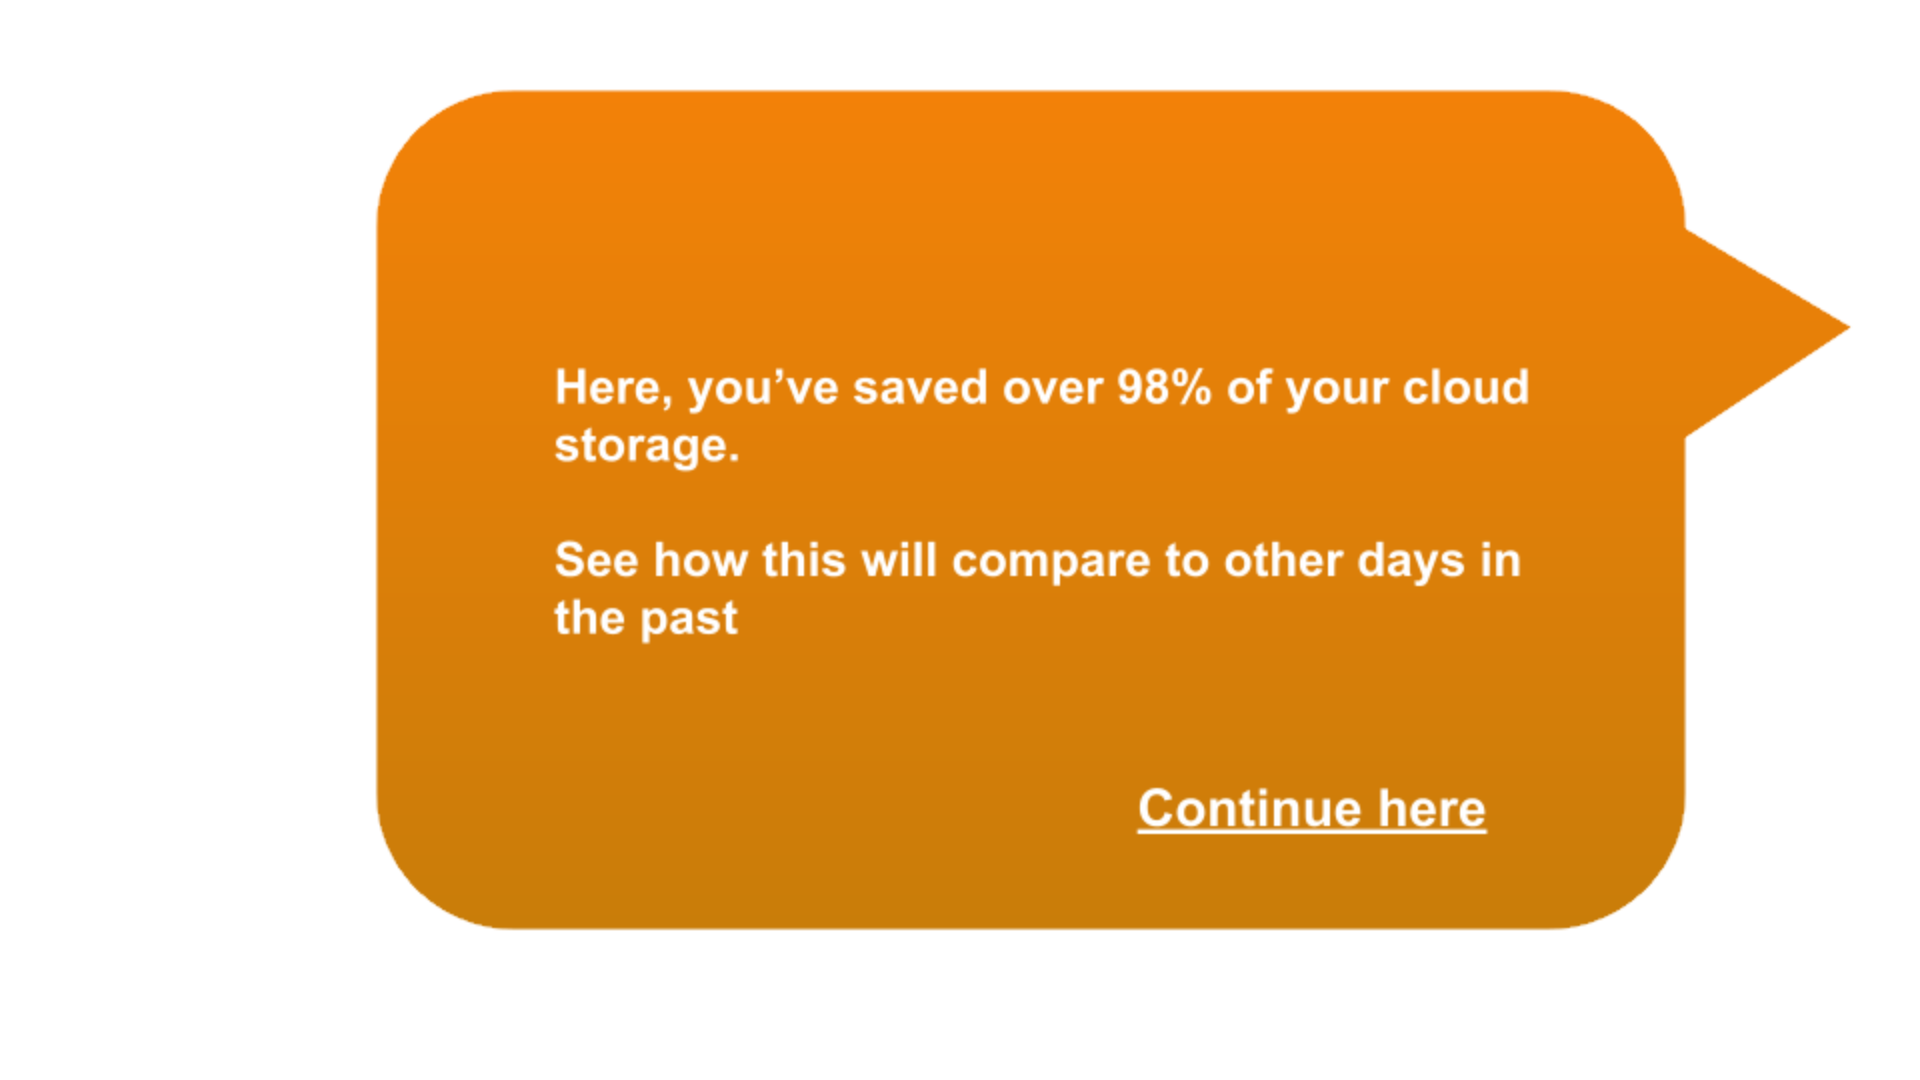 Here, you’ve saved over 98% of your cloud
storage.
See how this will compare to other days in
the past
Continue here